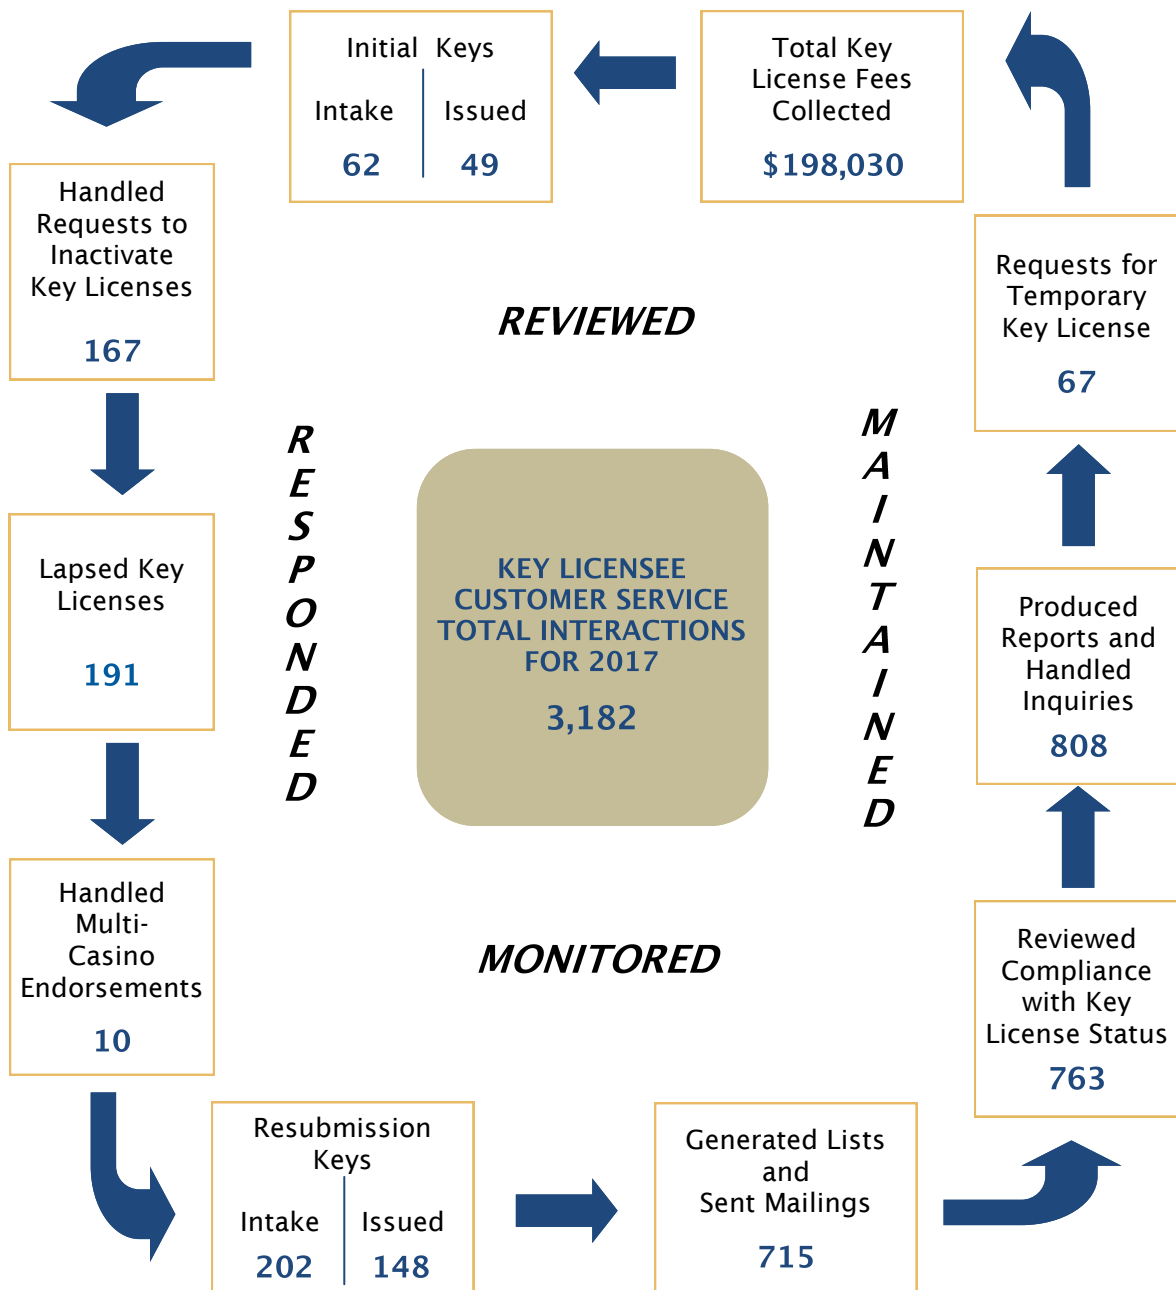 Initial Keys
Intake Issued
62 49
Total Key
License Fees
Collected
$198,030
Handled
Requests to
Inactivate
Key Licenses
167
Requests for
Temporary
Key License
67
REVIEWED
RESPONDED
MAINTAINED
KEY LICENSEE
CUSTOMER SERVICE
TOTAL INTERACTIONS
FOR 2017
3,182
Lapsed Key
Licenses
191
Produced
Reports and
Handled
Inquiries
808
MONITORED
Handled
Multi-
Casino
Endorsements
10
Reviewed
Compliance
with Key
License Status
763
Resubmission
Keys
Intake Issued
202 148
Generated Lists
and
Sent Mailings
715